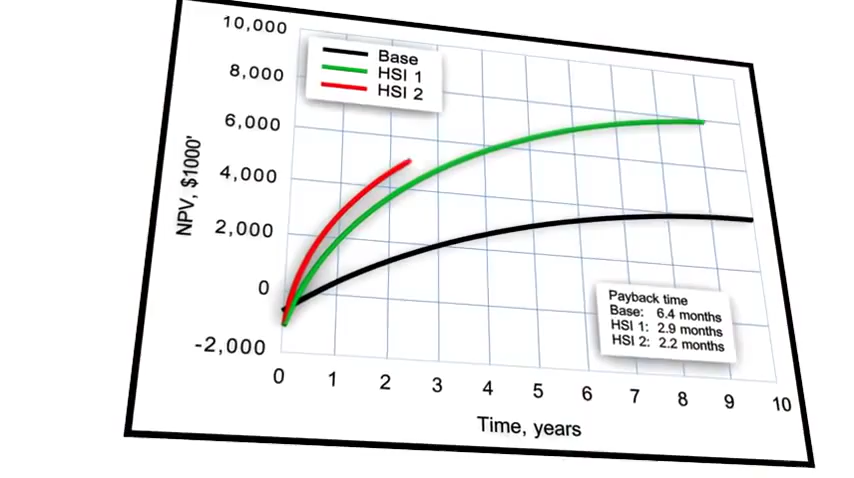 10,000
8,000
6,000
4,000
2,000
0
-2,000
NPV, $1000'
Base
HSI 1
HSI 2
Payback time
Base: 6.4 months
HSI 1: 2.9 months
HSI 2: 2.2 months
0 1 2 3 4 5 6 7 8 9 10
Time, years